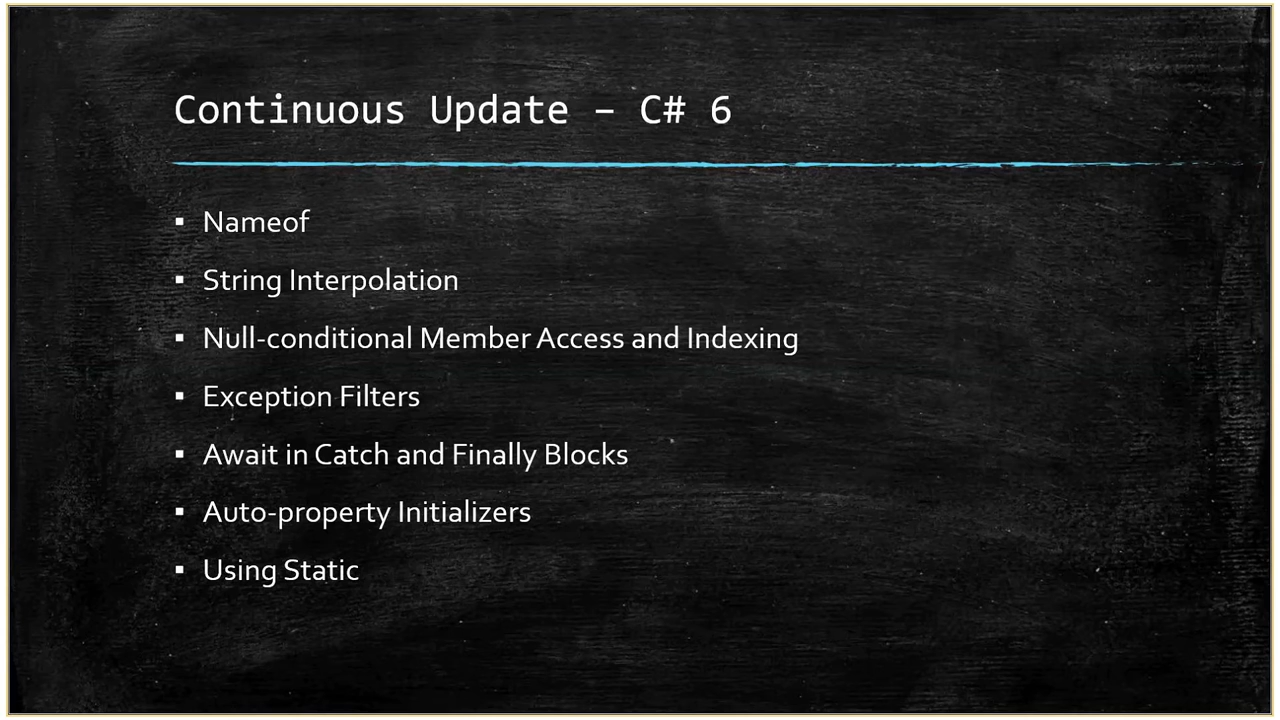 Continuous Update – C# 6
▪ Nameof
▪ String Interpolation
▪ Null-conditional Member Access and Indexing
▪ Exception Filters
▪ Await in Catch and Finally Blocks
▪ Auto-property Initializers
▪ Using Static